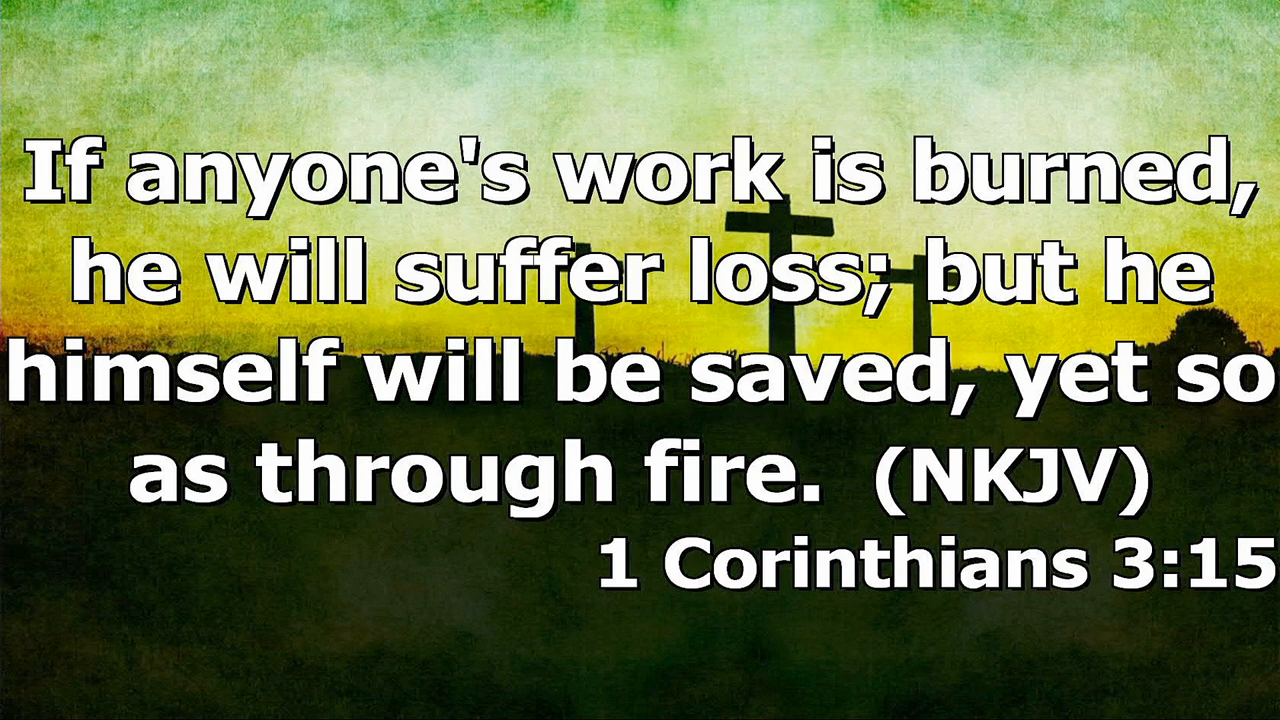 If anyone's work is burned,
he will suffer loss; but he
himself will be saved, yet so
as through fire.  (NKJV)
1 Corinthians 3:15